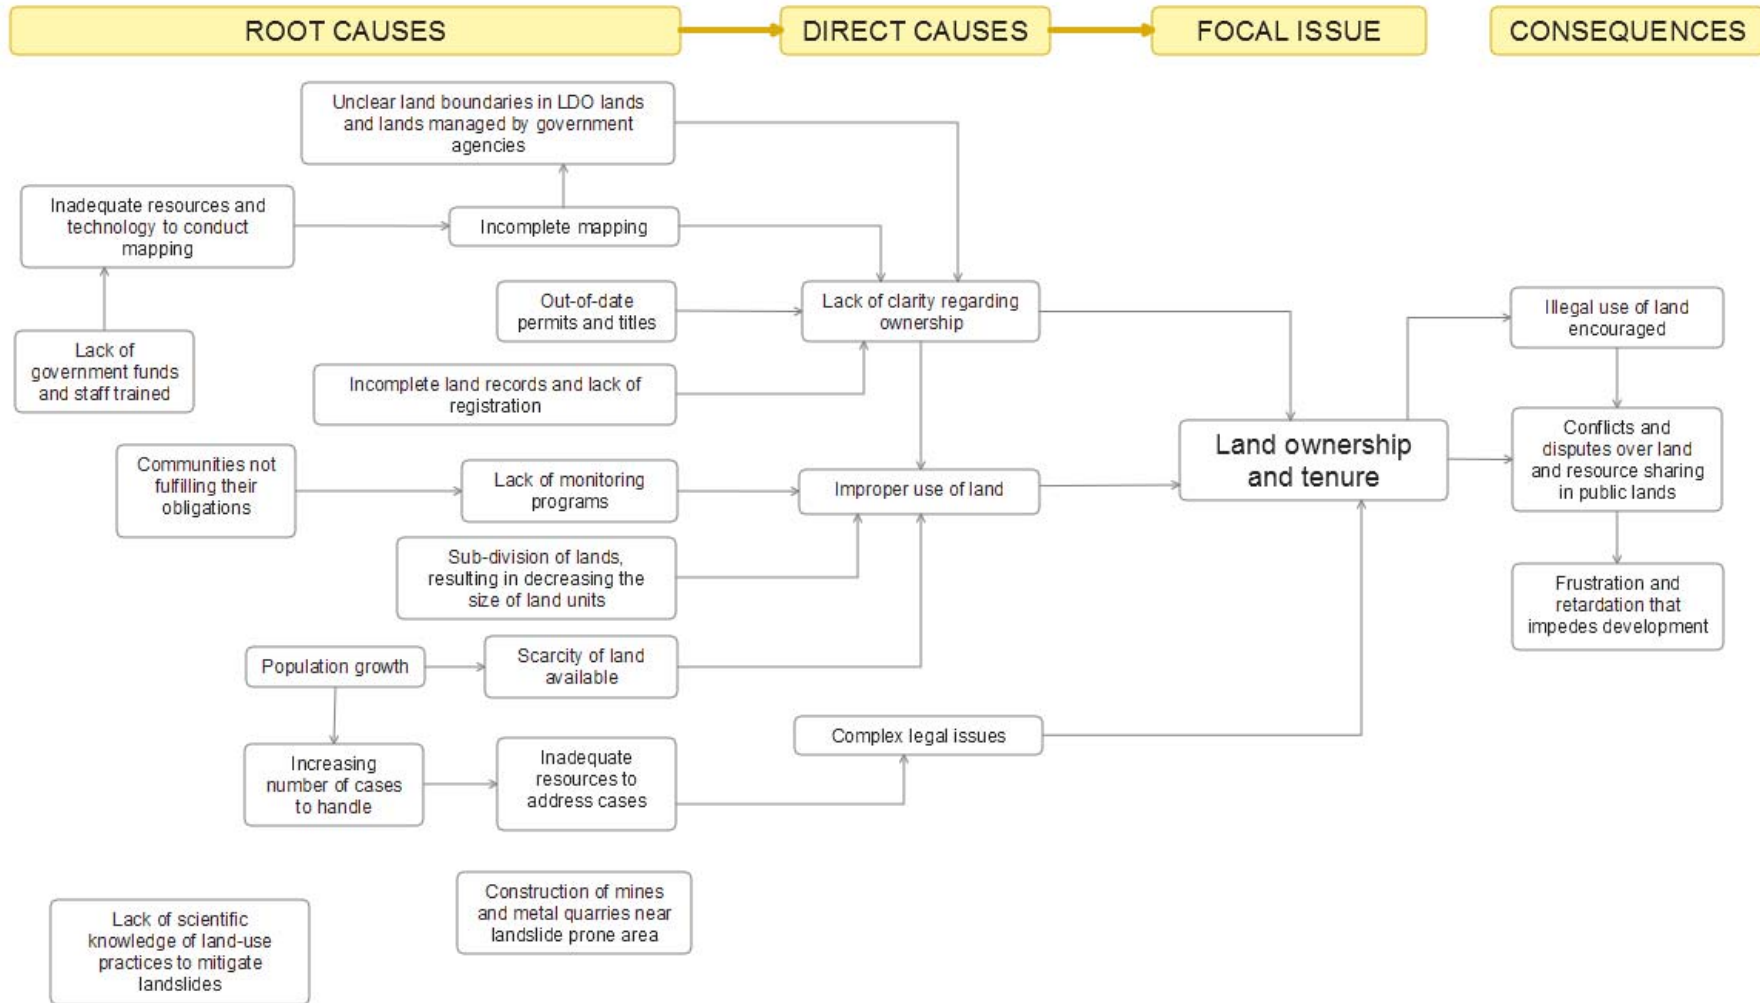 ROOT CAUSES
DIRECT CAUSES
FOCAL ISSUE
CONSEQUENCES
Unclear land boundaries in LDO lands
and lands managed by government
agencies
Inadequate resources and
technology to conduct
mapping
Incomplete mapping
Out-of-date
permits and titles
Lack of clarity regarding
ownership
Illegal use of land
encouraged
Lack of
government funds
and staff trained
Incomplete land records and lack of
registration
Land ownership
and tenure
Conflicts and
disputes over land
and resource sharing
in public lands
Communities not
fulfilling their
obligations
Lack of monitoring
programs
Improper use of land
Sub-division of lands,
resulting in decreasing the
size of land units
Frustration and
retardation that
impedes development
Population growth
Scarcity of land
available
Complex legal issues
Increasing
number of cases
to handle
Inadequate
resources to
address cases
Construction of mines
and metal quarries near
landslide prone area
Lack of scientific
knowledge of land-use
practices to mitigate
landslides